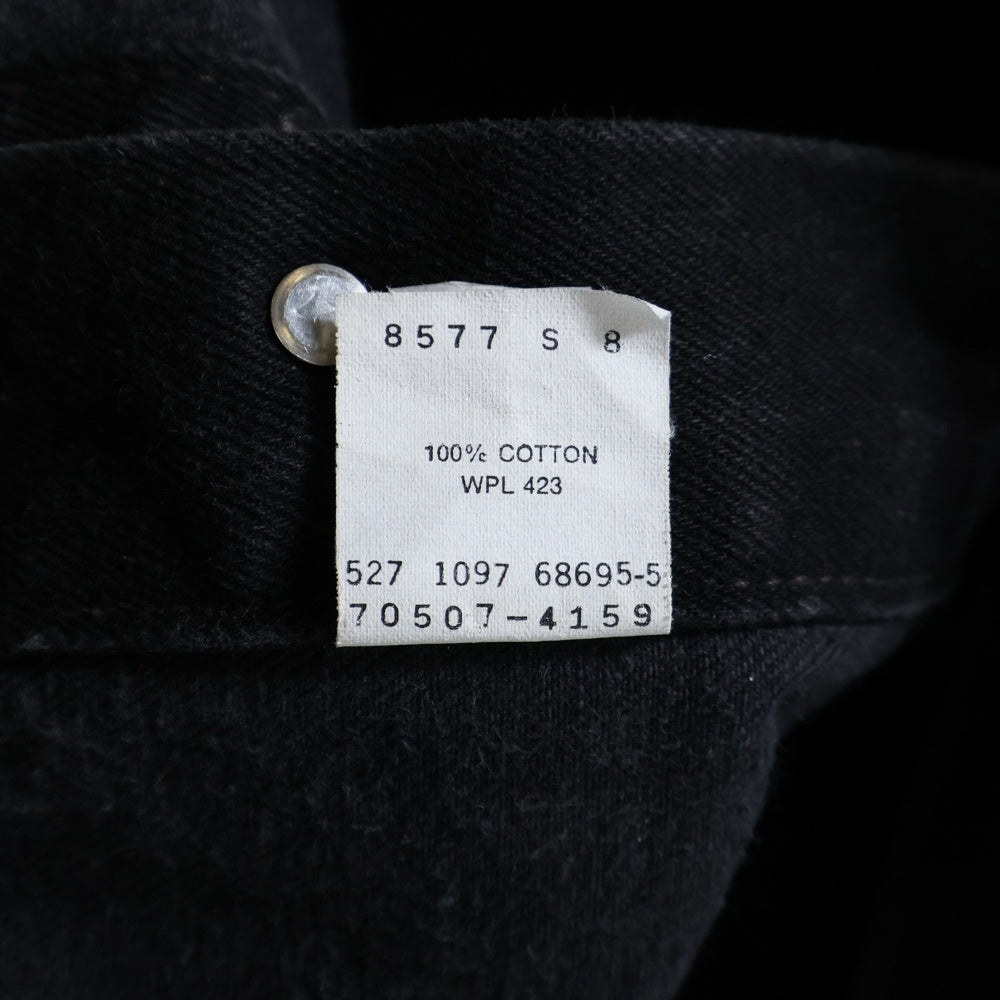 8577 S 8
100% COTTON
WPL 423
527 1097 68695-5
70507-4159